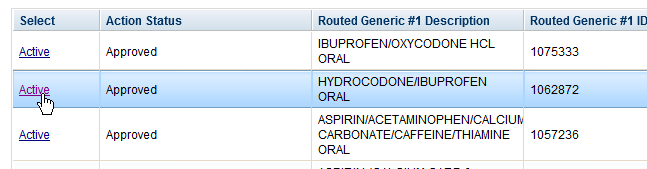 Select Action Status Routed Generic #1 Description Routed Generic #1 ID
Active Approved IBUPROFEN/OXYCODONE HCL 1075333
ORAL
Active Approved HYDROCODONE/IBUPROFEN 1062872
ORAL
Active Approved ASPIRIN/ACETAMINOPHEN/CALCIUM 1057236
CARBONATE/CAFFEINE/THIAMINE
ORAL